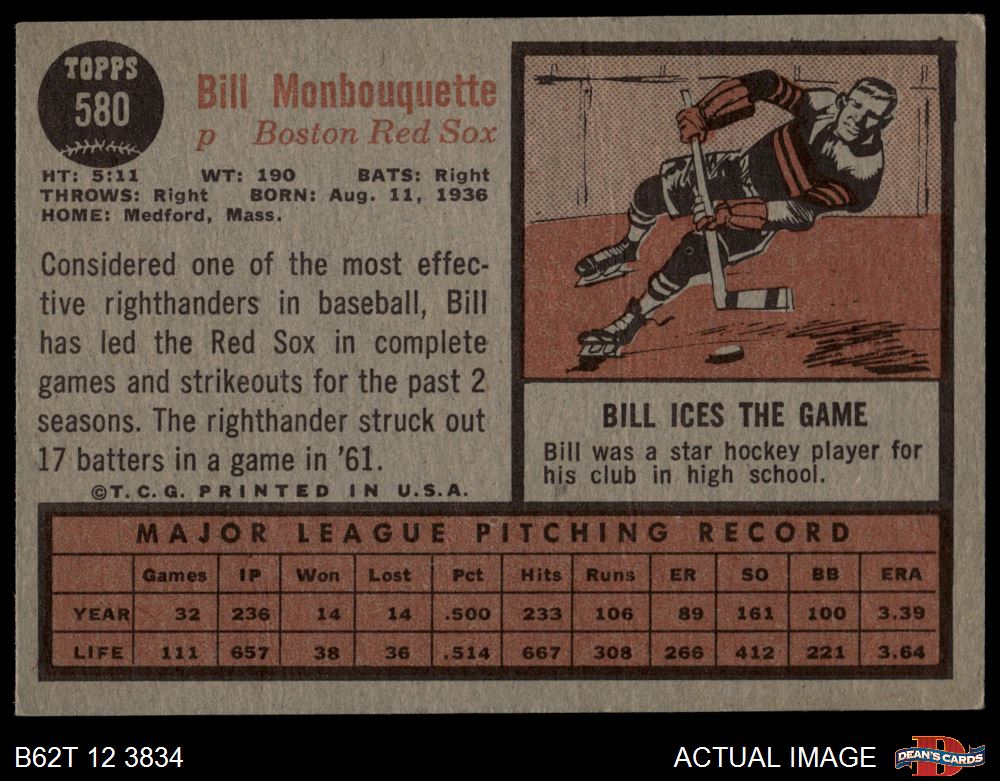 TOPPS
580
Bill Monbouquette
p Boston Red Sox
HT: 5:11 WT: 190 BATS: Right
THROWS: Right BORN: Aug. 11, 1936
HOME: Medford, Mass.
Considered one of the most effec-
tive righthanders in baseball, Bill
has led the Red Sox in complete
games and strikeouts for the past 2
seasons. The righthander struck out
17 batters in a game in '61.
©T.C.G. PRINTED IN U.S.A.
BILL ICES THE GAME
Bill was a star hockey player for
his club in high school.
MAJOR LEAGUE PITCHING RECORD
Games IP Won Lost Pct Hits Runs ER SO BB ERA
YEAR 32 236 14 14 .500 233 106 89 161 100 3.39
LIFE 111 657 38 36 .514 667 308 266 412 221 3.64
B62T 12 3834 ACTUAL IMAGE
D
DEAN'S CARDS